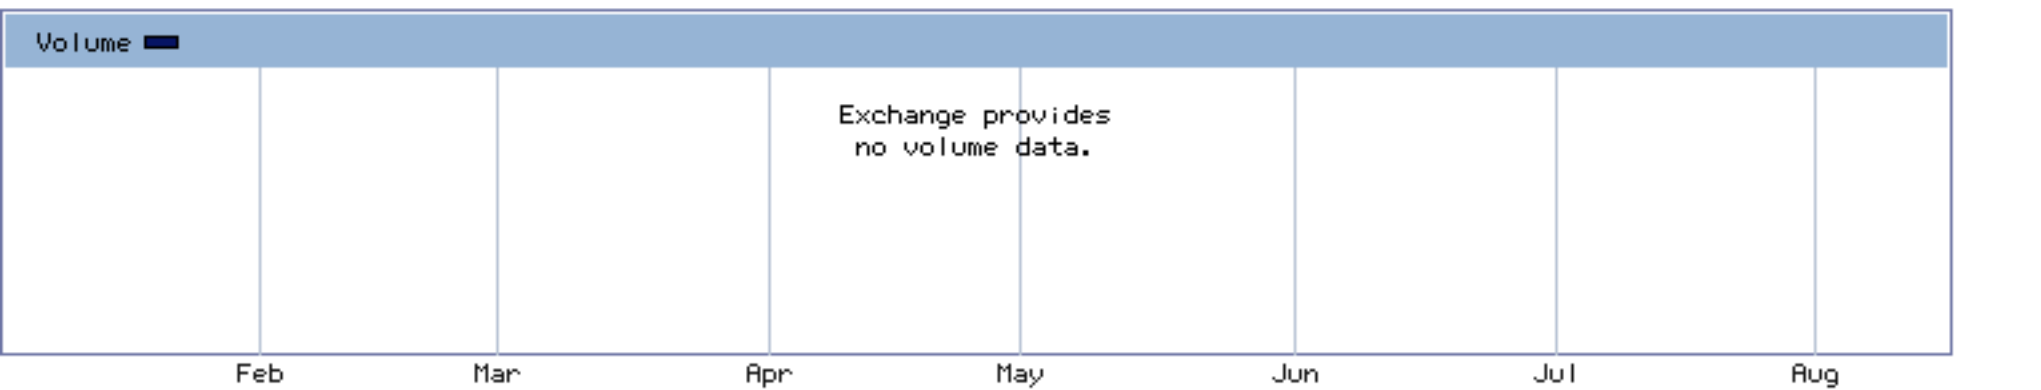 Volume
Exchange provides
no volume data.
Feb Mar Apr May Jun Jul Aug